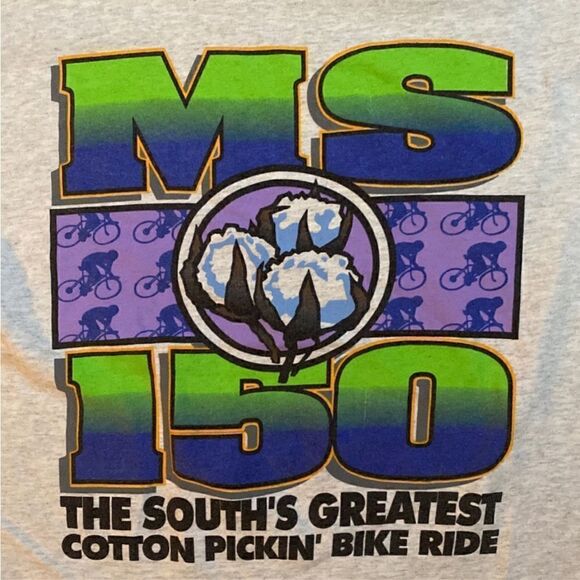 MS
150
THE SOUTH'S GREATEST
COTTON PICKIN' BIKE RIDE